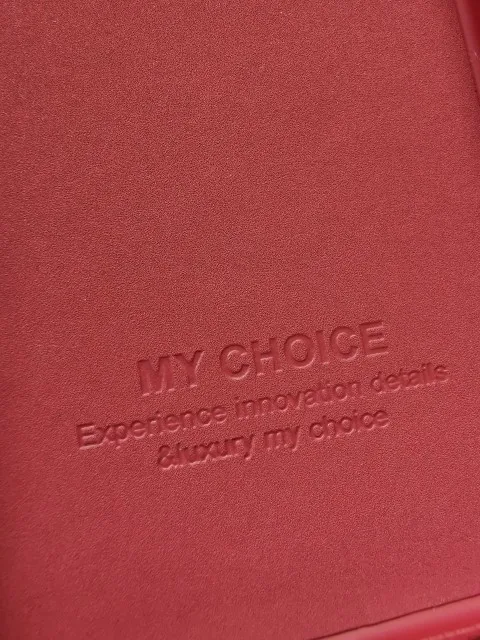 MY CHOICE
Experience innovation details
&luxury my choice